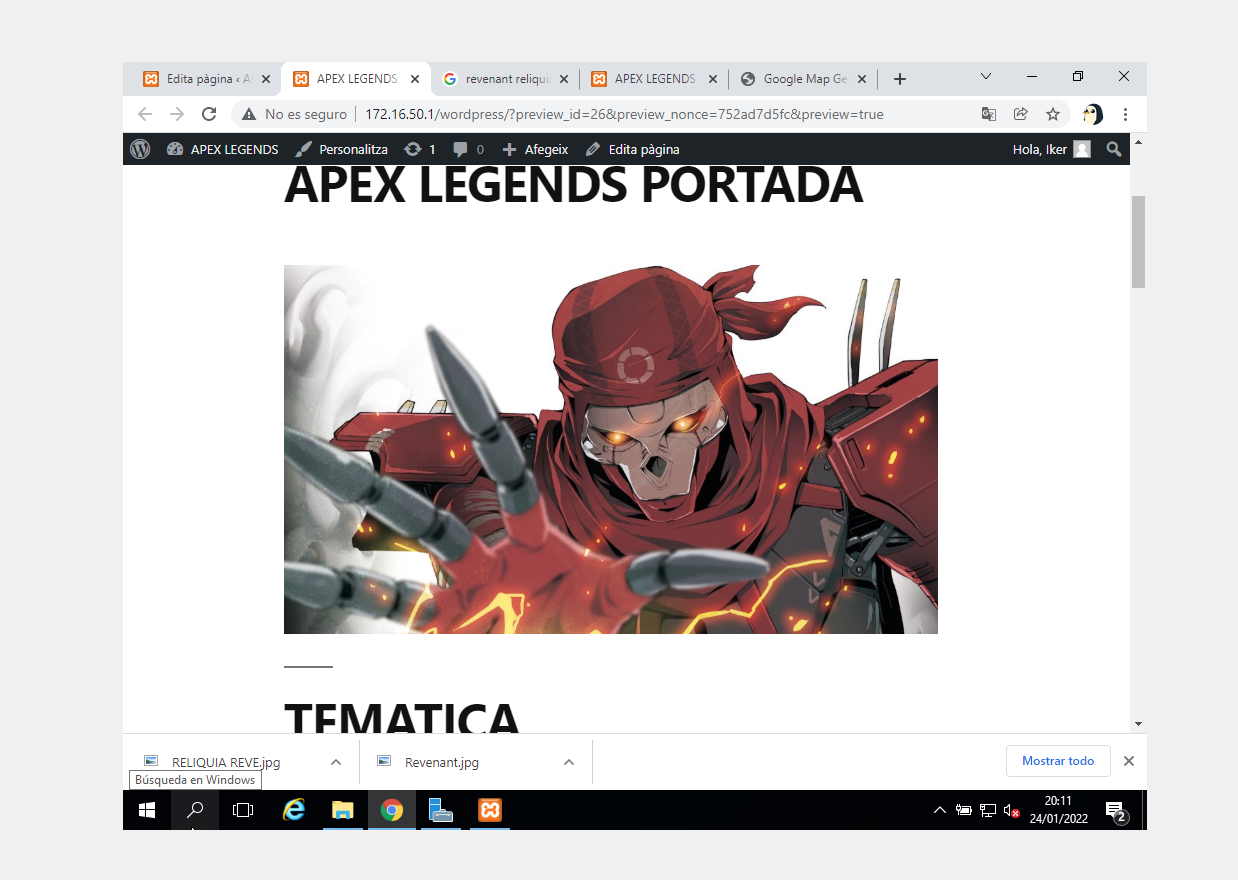 Edita pàgina ‹ A
APEX LEGENDS
revenant reliquia
APEX LEGENDS
Google Map Ge
No es seguro
172.16.50.1/wordpress/?preview_id=26&preview_nonce=752ad7d5fc&preview=true
APEX LEGENDS
Personalitza
1
0
Afegeix
Edita pàgina
Hola, Iker
APEX LEGENDS PORTADA
TEMATICA
RELIQUIA REVE.jpg
Revenant.jpg
Mostrar todo
Búsqueda en Windows
20:11
24/01/2022
2